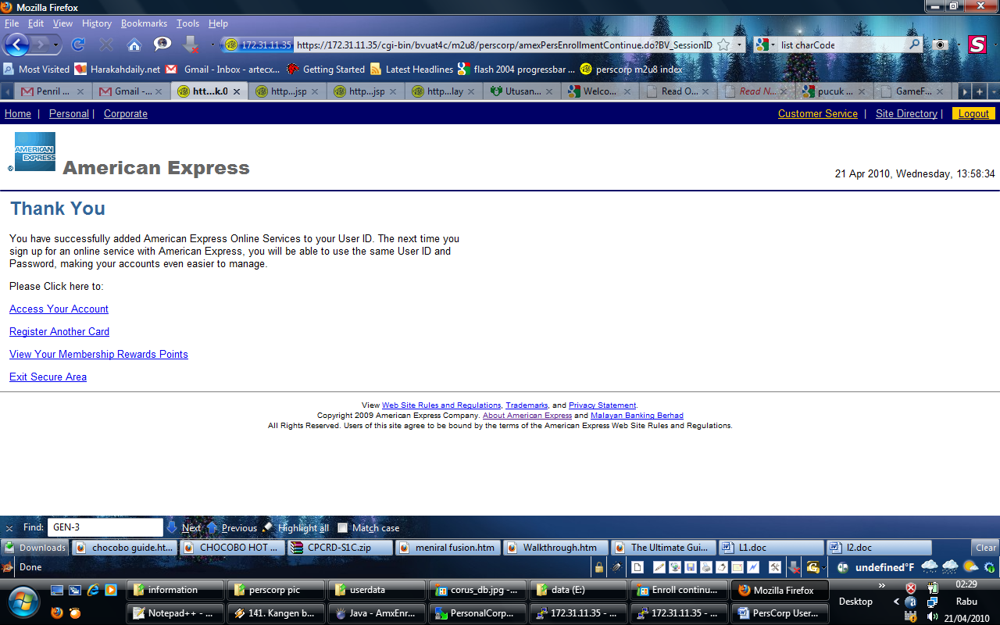 Mozilla Firefox
File Edit View History Bookmarks Tools Help
172.31.11.35 https://172.31.11.35/cgi-bin/bvuat4c/m2u8/perscorp/amexPersEnrollmentContinue.do?BV_SessionID list charCode
Most Visited Harakahdaily.net Gmail - Inbox - artecx... Getting Started Latest Headlines flash 2004 progressbar ... perscorp m2u8 index
Penril ... Gmail -... htt...k.0 http...jsp http...jsp http...lay Utusan... Welco... Read O... Read N... pucuk ... GameF...
Home | Personal | Corporate Customer Service | Site Directory | Logout
AMERICAN
EXPRESS
®
American Express
21 Apr 2010, Wednesday, 13:58:34
Thank You
You have successfully added American Express Online Services to your User ID. The next time you
sign up for an online service with American Express, you will be able to use the same User ID and
Password, making your accounts even easier to manage.
Please Click here to:
Access Your Account
Register Another Card
View Your Membership Rewards Points
Exit Secure Area
View Web Site Rules and Regulations, Trademarks, and Privacy Statement.
Copyright 2009 American Express Company. About American Express and Malayan Banking Berhad
All Rights Reserved. Users of this site agree to be bound by the terms of the American Express Web Site Rules and Regulations.
Find: GEN-3 Next Previous Highlight all Match case
Downloads chocobo guide.ht... CHOCOBO HOT ... CPCRD-S1C.zip meniral fusion.htm Walkthrough.htm The Ultimate Gui... L1.doc l2.doc Clear
Done undefined°F
information perscorp pic userdata corus_db.jpg -... data (E:) Enroll continu... Mozilla Firefox
Notepad++ - ... 141. Kangen b... Java - AmxEnr... PersonalCorp... 172.31.11.35 - ... 172.31.11.35 - ... PersCorp User...
Desktop
02:29
Rabu
21/04/2010